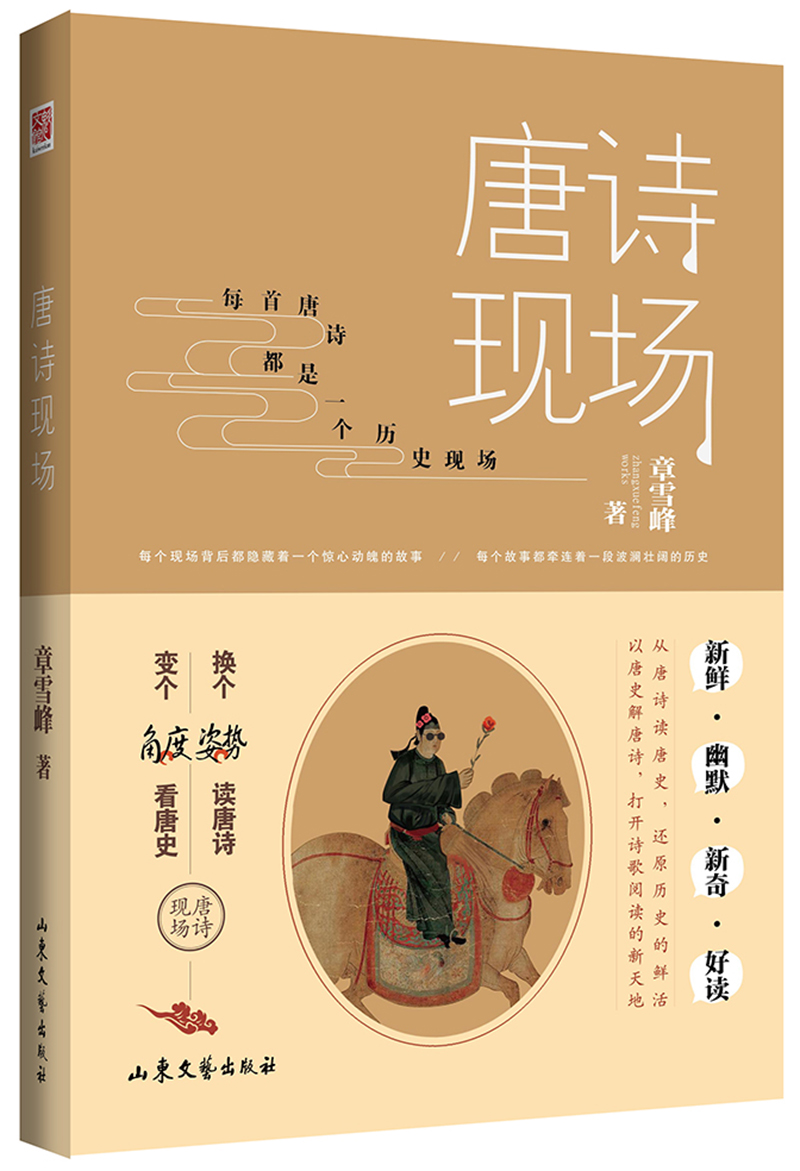 唐诗
现场
每首唐诗都是一个历史现场
章雪峰
zhangxuefeng
works
著
每个现场背后都隐藏着一个惊心动魄的故事 // 每个故事都牵连着一段波澜壮阔的历史
新鲜·幽默·新奇·好读
从唐诗读唐史，还原历史的鲜活
以唐史解唐诗，打开诗歌阅读的新天地
换个姿势读唐诗
变个角度看唐史
唐诗
现场
山东文艺出版社
唐诗现场
章雪峰 著
山东文艺出版社